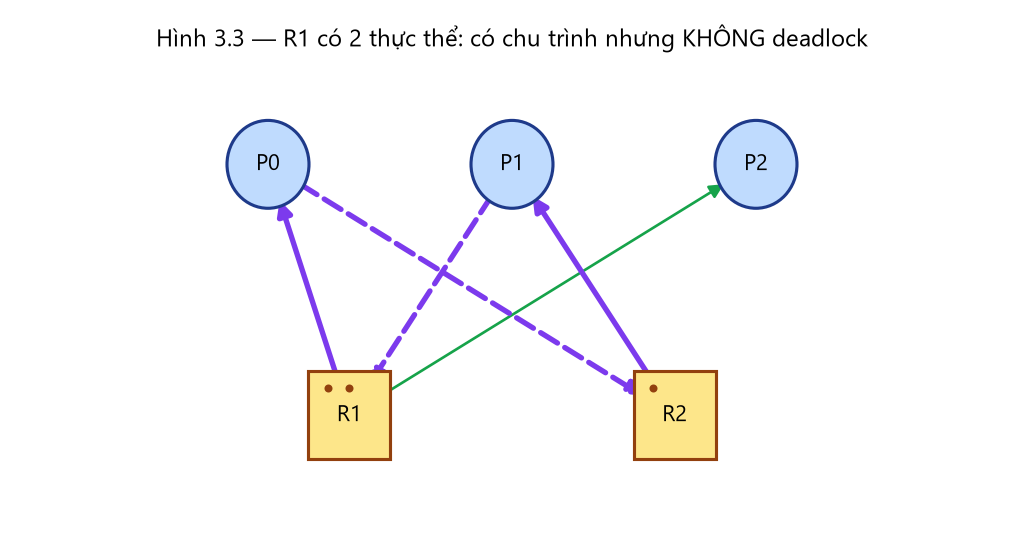 Hình 3.3 — R1 có 2 thực thể: có chu trình nhưng KHÔNG deadlock
P0
P1
P2
R1
R2